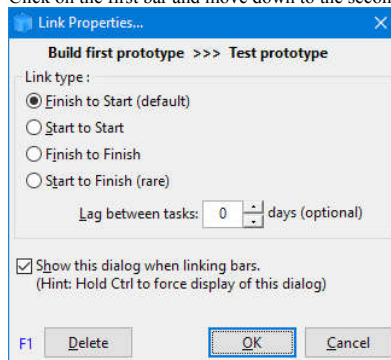 Click on the first bar and move down to the secon
Link Properties...
Build first prototype >>> Test prototype
Link type :
Finish to Start (default)
Start to Start
Finish to Finish
Start to Finish (rare)
Lag between tasks: 0 days (optional)
Show this dialog when linking bars.
(Hint: Hold Ctrl to force display of this dialog)
F1 Delete OK Cancel